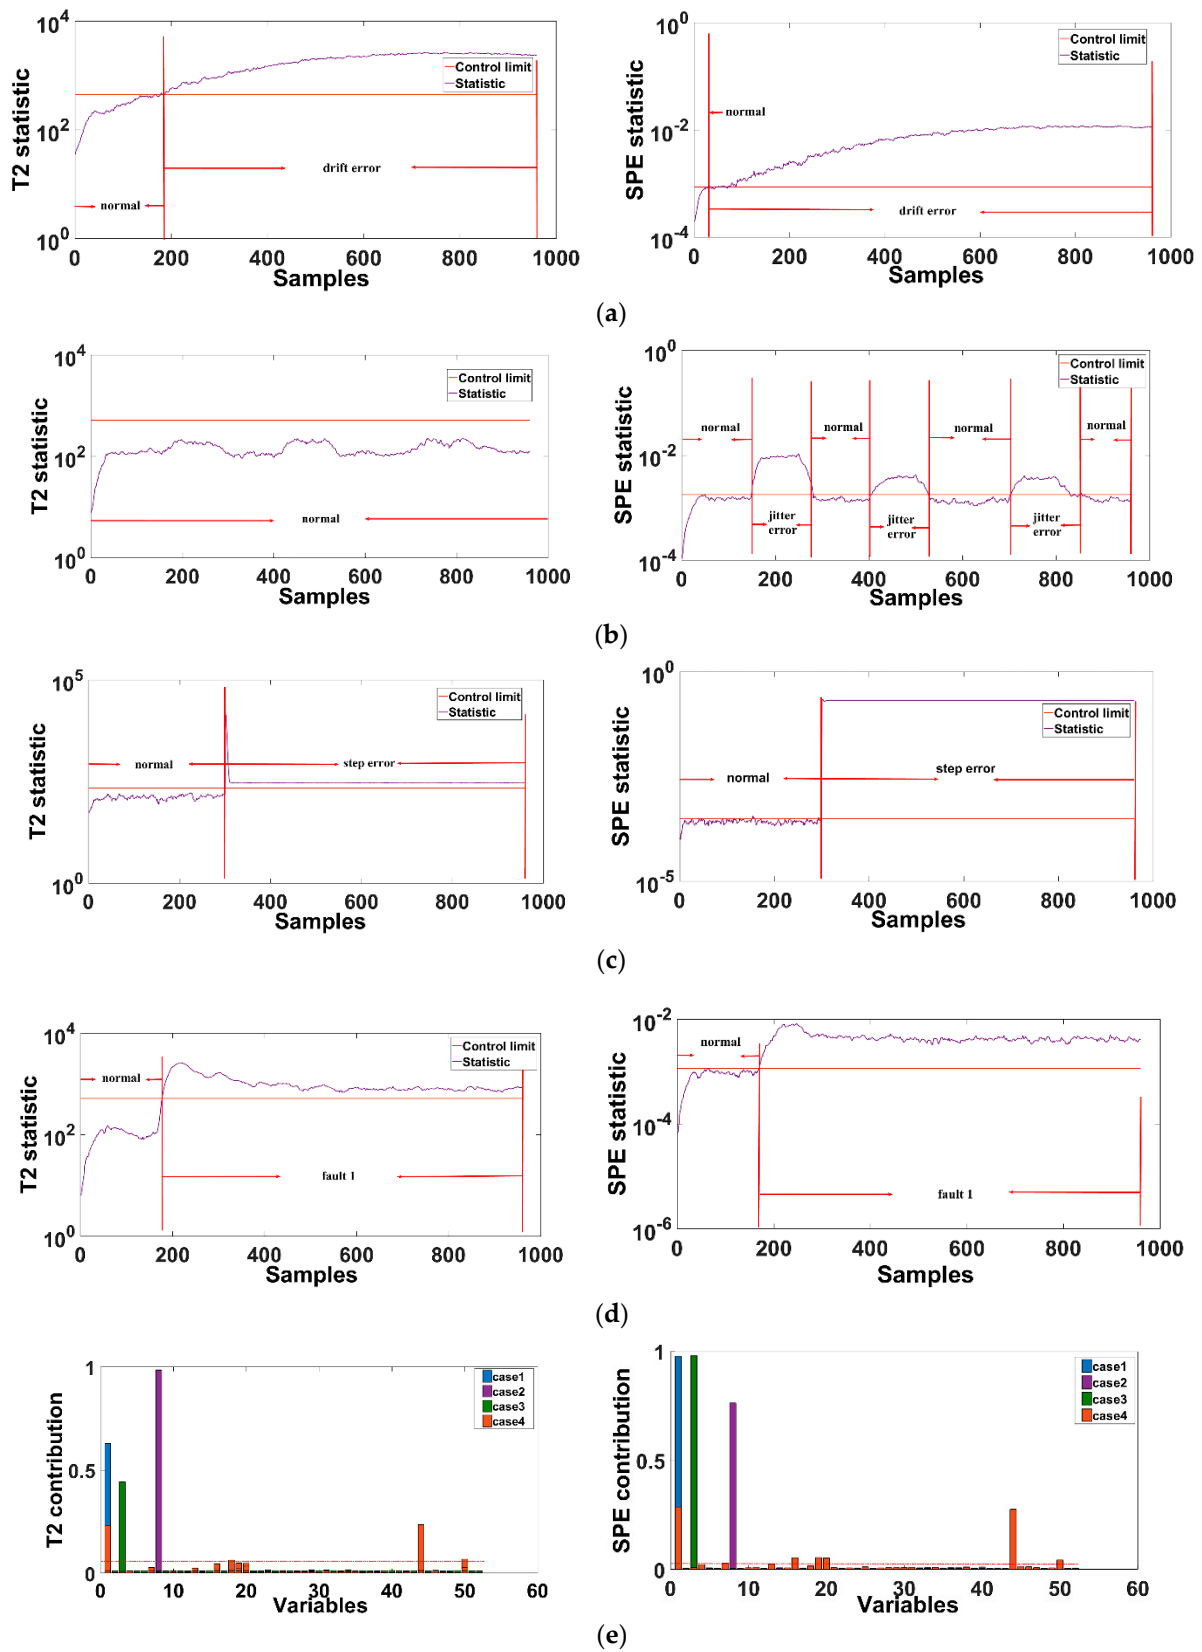 10^4
10^2
10^0
T2 statistic
Control limit
Statistic
drift error
normal
0 200 400 600 800 1000
Samples
10^0
10^-2
10^-4
SPE statistic
Control limit
Statistic
normal
drift error
0 200 400 600 800 1000
Samples
(a)
10^4
10^2
10^0
T2 statistic
Control limit
Statistic
normal
0 200 400 600 800 1000
Samples
10^0
10^-2
10^-4
SPE statistic
Control limit
Statistic
normal normal normal normal
jitter error
jitter error
jitter error
0 200 400 600 800 1000
Samples
(b)
10^5
10^0
T2 statistic
Control limit
Statistic
normal step error
0 200 400 600 800 1000
Samples
10^0
10^-5
SPE statistic
Control limit
Statistic
normal step error
0 200 400 600 800 1000
Samples
(c)
10^4
10^2
10^0
T2 statistic
Control limit
Statistic
normal
fault 1
0 200 400 600 800 1000
Samples
10^-2
10^-4
10^-6
SPE statistic
normal
fault 1
0 200 400 600 800 1000
Samples
(d)
1
0.5
0
T2 contribution
case1
case2
case3
case4
0 10 20 30 40 50 60
Variables
1
0.5
0
SPE contribution
case1
case2
case3
case4
0 10 20 30 40 50 60
Variables
(e)